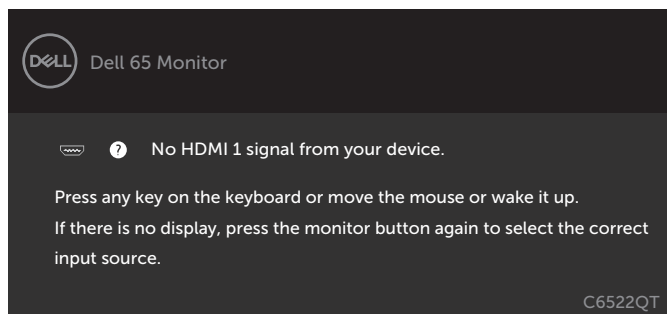 DELL
Dell 65 Monitor
? No HDMI 1 signal from your device.
Press any key on the keyboard or move the mouse or wake it up.
If there is no display, press the monitor button again to select the correct
input source.
C6522QT